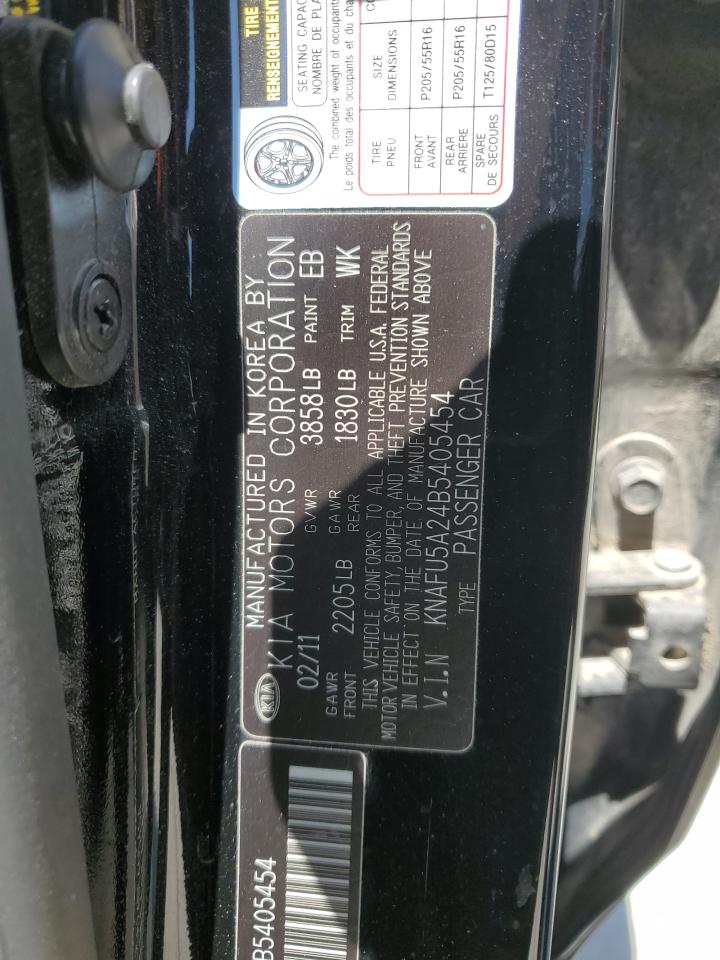 MANUFACTURED IN KOREA BY
KIA KIA MOTORS CORPORATION
02/11 GVWR 3858LB PAINT EB
GAWR FRONT 2205LB GAWR REAR 1830LB TRIM WK
THIS VEHICLE CONFORMS TO ALL APPLICABLE U.S.A. FEDERAL
MOTOR VEHICLE SAFETY, BUMPER, AND THEFT PREVENTION STANDARDS
IN EFFECT ON THE DATE OF MANUFACTURE SHOWN ABOVE
V.I.N KNAFU5A24B5405454
TYPE PASSENGER CAR
B5405454
TIRE
RENSEIGNEMENT
SEATING CAPAC
NOMBRE DE PLA
The combined weight of occupants
Le poids total des occupants et du cha
TIRE PNEU SIZE DIMENSIONS
FRONT AVANT P205/55R16
REAR ARRIÈRE P205/55R16
SPARE DE SECOURS T125/80D15